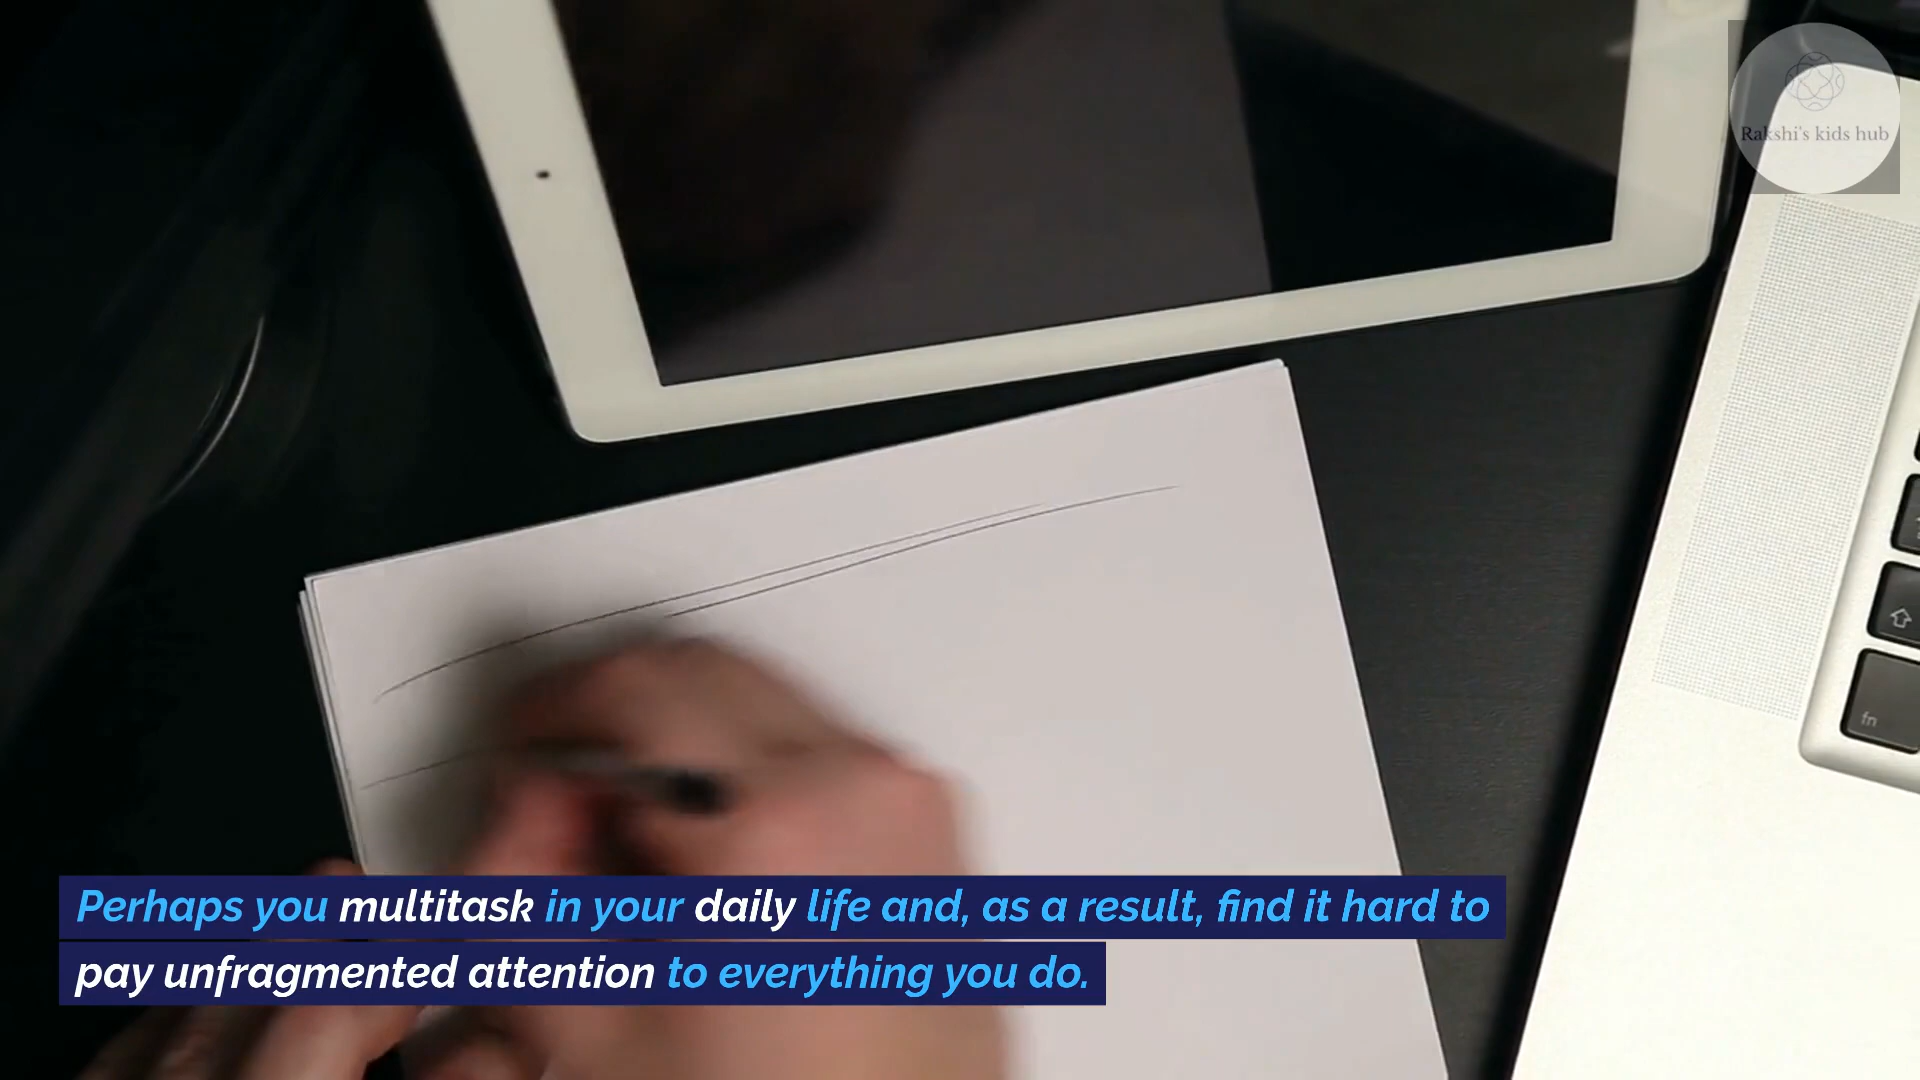 Rakshi's kids hub
fn
Perhaps you multitask in your daily life and, as a result, find it hard to
pay unfragmented attention to everything you do.